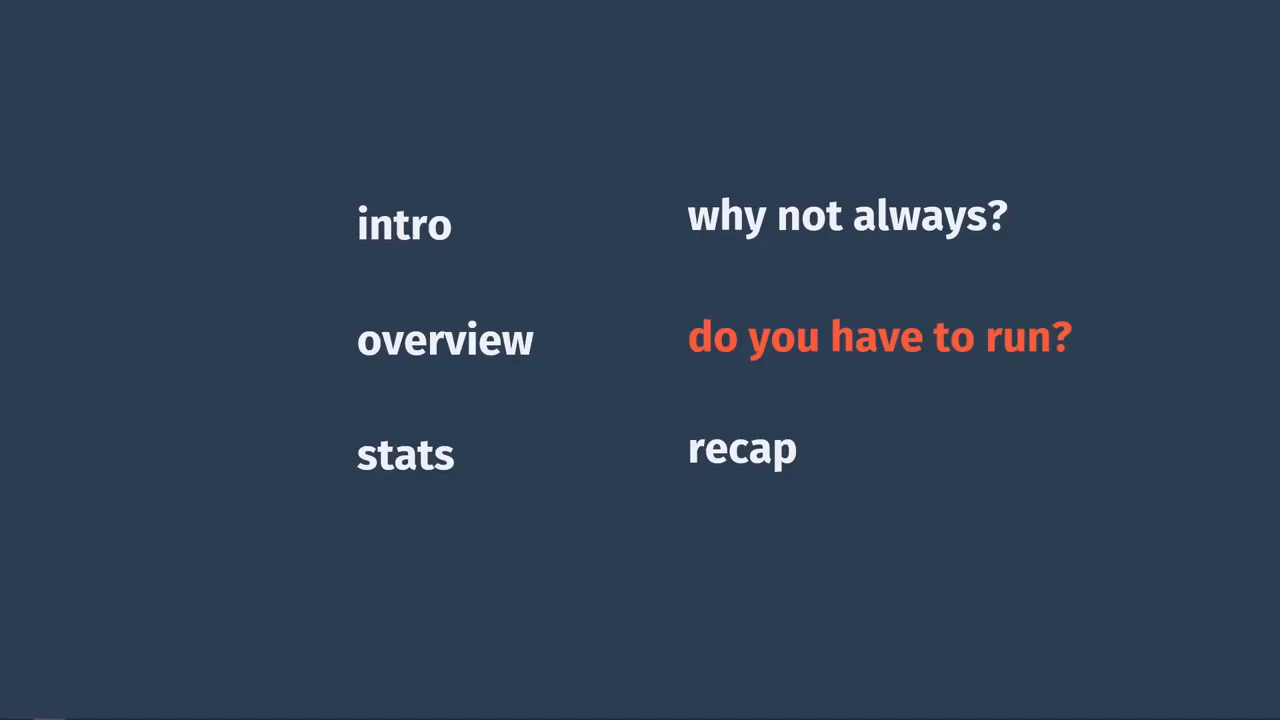 intro
overview
stats
why not always?
do you have to run?
recap